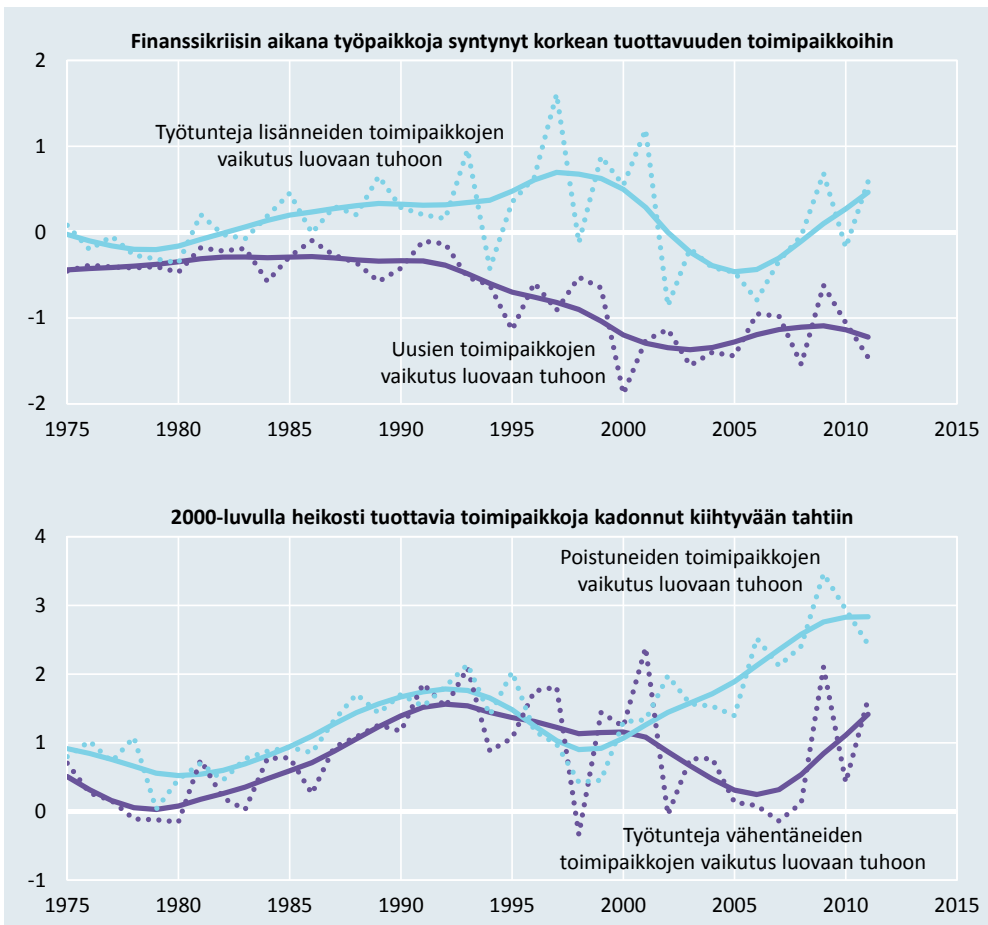 Finanssikriisin aikana työpaikkoja syntynyt korkean tuottavuuden toimipaikkoihin
2
1
0
-1
-2
Työtunteja lisänneiden toimipaikkojen
vaikutus luovaan tuhoon
Uusien toimipaikkojen
vaikutus luovaan tuhoon
1975 1980 1985 1990 1995 2000 2005 2010 2015
2000-luvulla heikosti tuottavia toimipaikkoja kadonnut kiihtyvään tahtiin
4
3
2
1
0
-1
Poistuneiden toimipaikkojen
vaikutus luovaan tuhoon
Työtunteja vähentäneiden
toimipaikkojen vaikutus luovaan tuhoon
1975 1980 1985 1990 1995 2000 2005 2010 2015